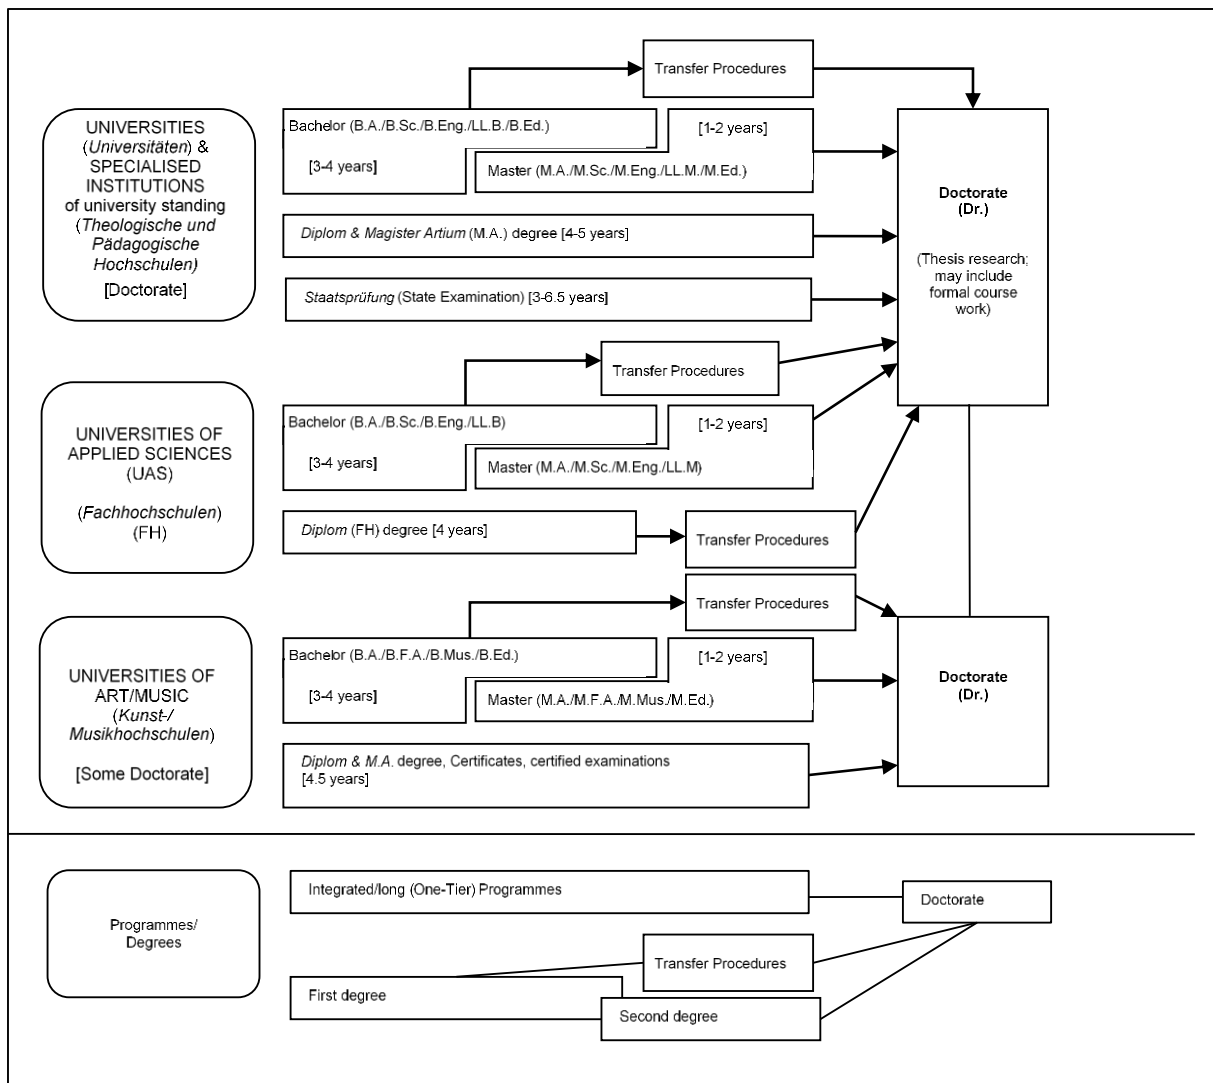 Transfer Procedures
UNIVERSITIES
(Universitäten) &
SPECIALISED
INSTITUTIONS
of university standing
(Theologische und
Pädagogische
Hochschulen)
[Doctorate]
Bachelor (B.A./B.Sc./B.Eng./LL.B./B.Ed.)
[3-4 years]
[1-2 years]
Master (M.A./M.Sc./M.Eng./LL.M./M.Ed.)
Diplom & Magister Artium (M.A.) degree [4-5 years]
Staatsprüfung (State Examination) [3-6.5 years]
Doctorate
(Dr.)
(Thesis research;
may include
formal course
work)
Transfer Procedures
UNIVERSITIES OF
APPLIED SCIENCES
(UAS)
(Fachhochschulen)
(FH)
Bachelor (B.A./B.Sc./B.Eng./LL.B)
[3-4 years]
[1-2 years]
Master (M.A./M.Sc./M.Eng./LL.M)
Diplom (FH) degree [4 years]
Transfer Procedures
Transfer Procedures
UNIVERSITIES OF
ART/MUSIC
(Kunst-/
Musikhochschulen)
[Some Doctorate]
Bachelor (B.A./B.F.A./B.Mus./B.Ed.)
[3-4 years]
[1-2 years]
Master (M.A./M.F.A./M.Mus./M.Ed.)
Diplom & M.A. degree, Certificates, certified examinations
[4.5 years]
Doctorate
(Dr.)
Programmes/
Degrees
Integrated/long (One-Tier) Programmes
Doctorate
Transfer Procedures
First degree
Second degree